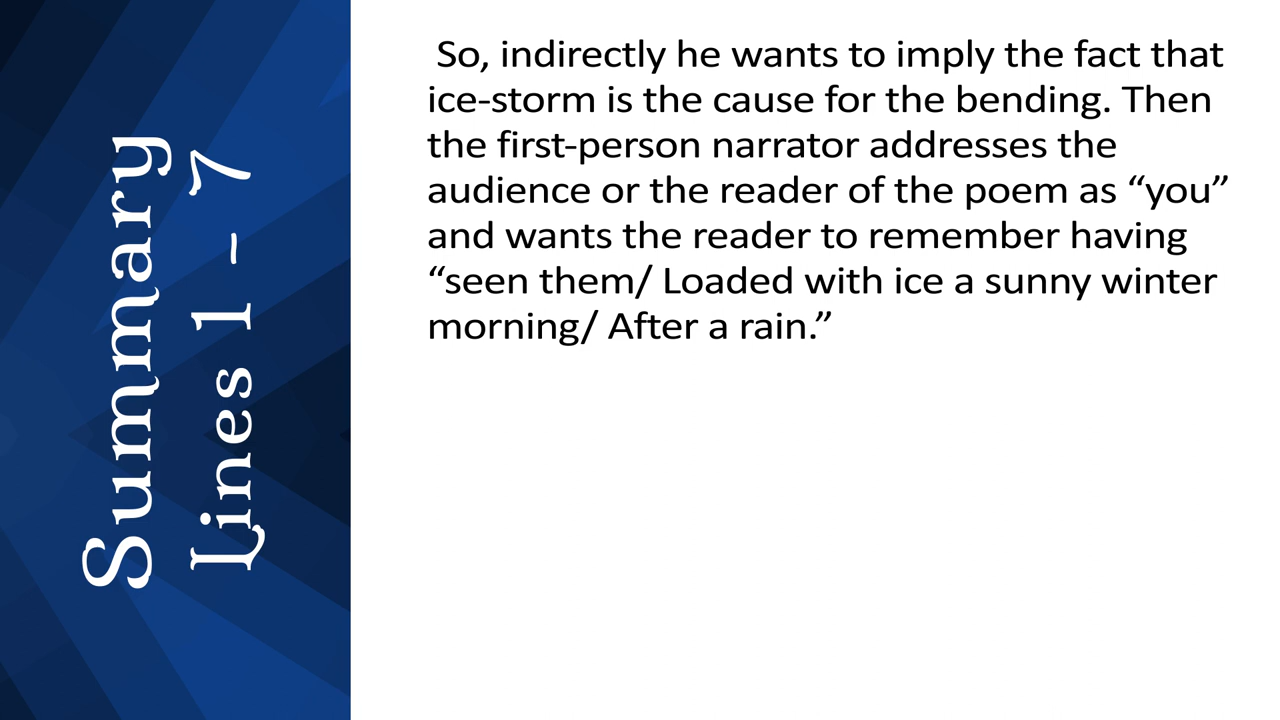 Summary
Lines 1 – 7
So, indirectly he wants to imply the fact that
ice-storm is the cause for the bending. Then
the first-person narrator addresses the
audience or the reader of the poem as “you”
and wants the reader to remember having
“seen them/ Loaded with ice a sunny winter
morning/ After a rain.”